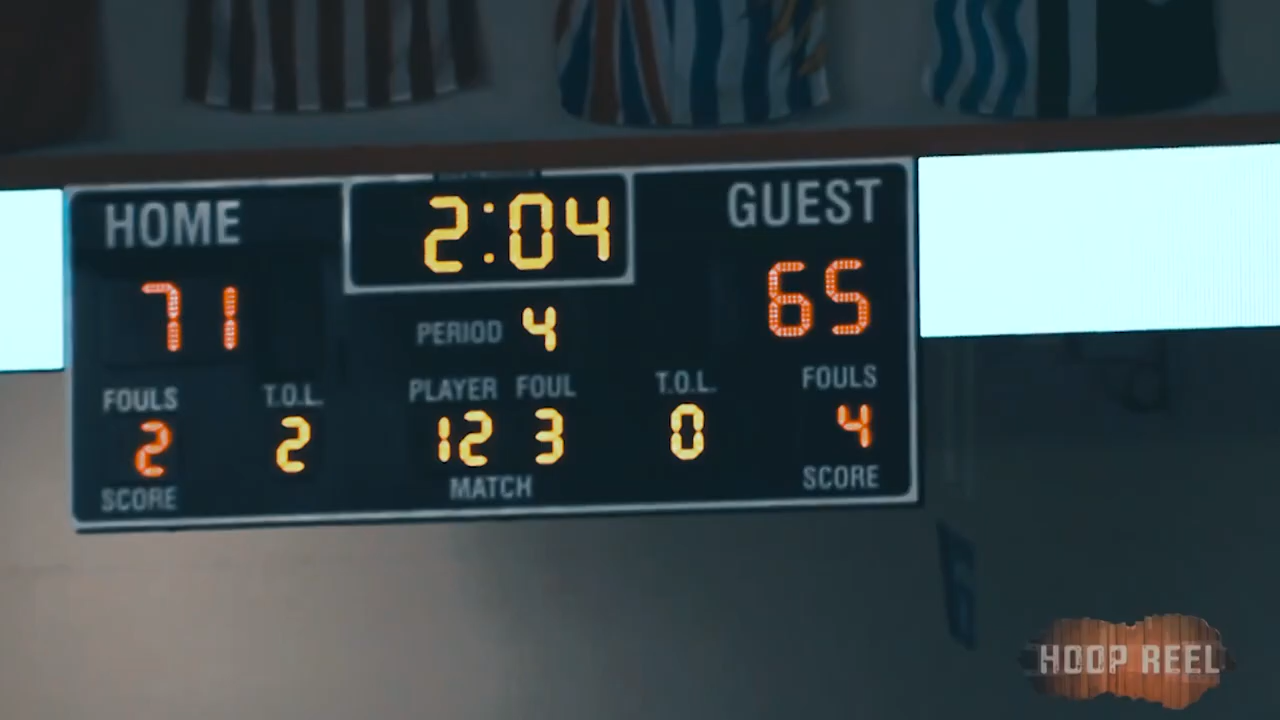 HOME
2:04
GUEST
71
65
PERIOD 4
FOULS
T.O.L.
PLAYER FOUL
T.O.L.
FOULS
2
2
12 3
0
4
SCORE
MATCH
SCORE
HOOP REEL